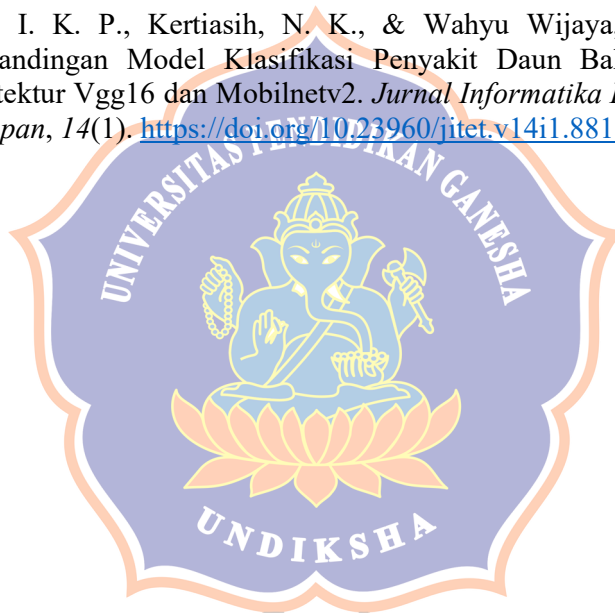 I. K. P., Kertiasih, N. K., & Wahyu Wijaya,
andingan Model Klasifikasi Penyakit Daun
tektur Vgg16 dan Mobilnetv2. Jurnal Informatika
pan, 14(1). https://doi.org/10.23960/jitet.v14i1.881
UNIVERSITAS PENDIDIKAN GANESHA
UNDIKSHA